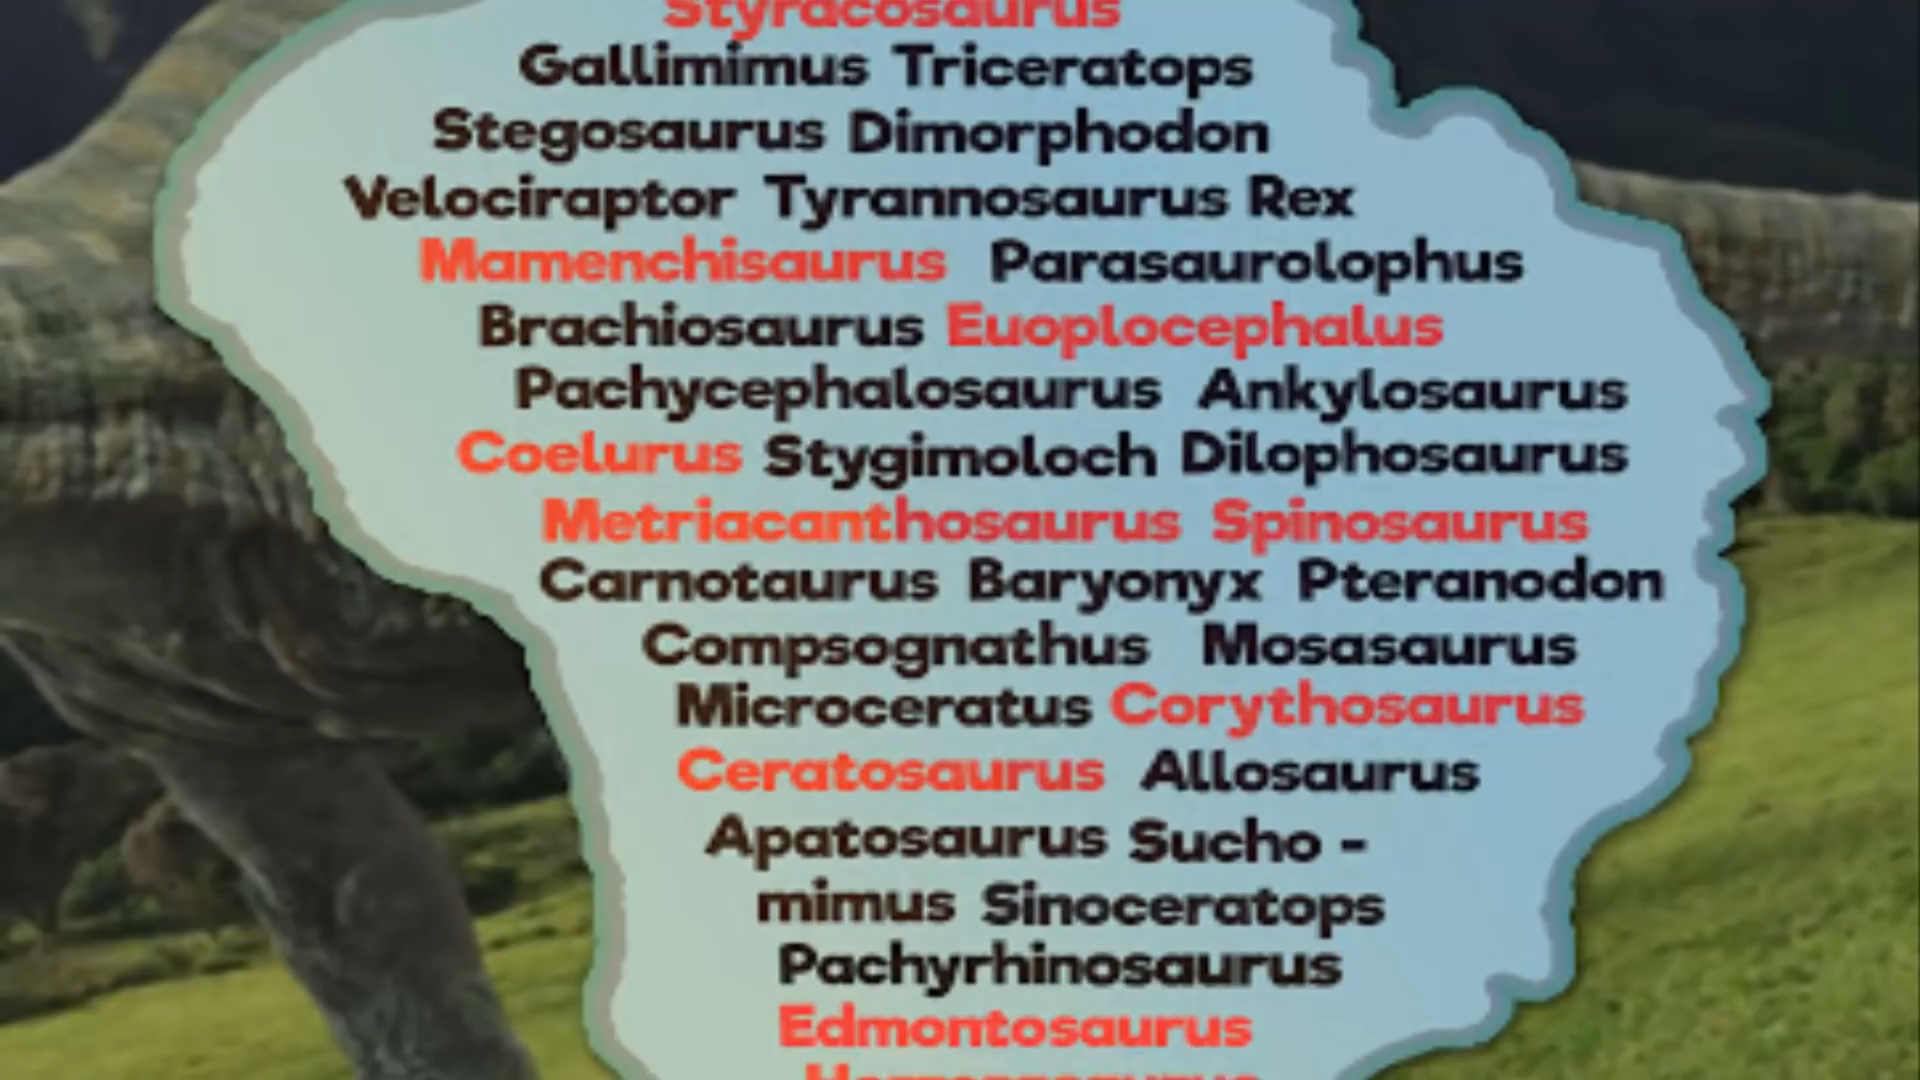 Styracosaurus
Gallimimus Triceratops
Stegosaurus Dimorphodon
Velociraptor Tyrannosaurus Rex
Mamenchisaurus Parasaurolophus
Brachiosaurus Euoplocephalus
Pachycephalosaurus Ankylosaurus
Coelurus Stygimoloch Dilophosaurus
Metriacanthosaurus Spinosaurus
Carnotaurus Baryonyx Pteranodon
Compsognathus Mosasaurus
Microceratus Corythosaurus
Ceratosaurus Allosaurus
Apatosaurus Sucho -
mimus Sinoceratops
Pachyrhinosaurus
Edmontosaurus